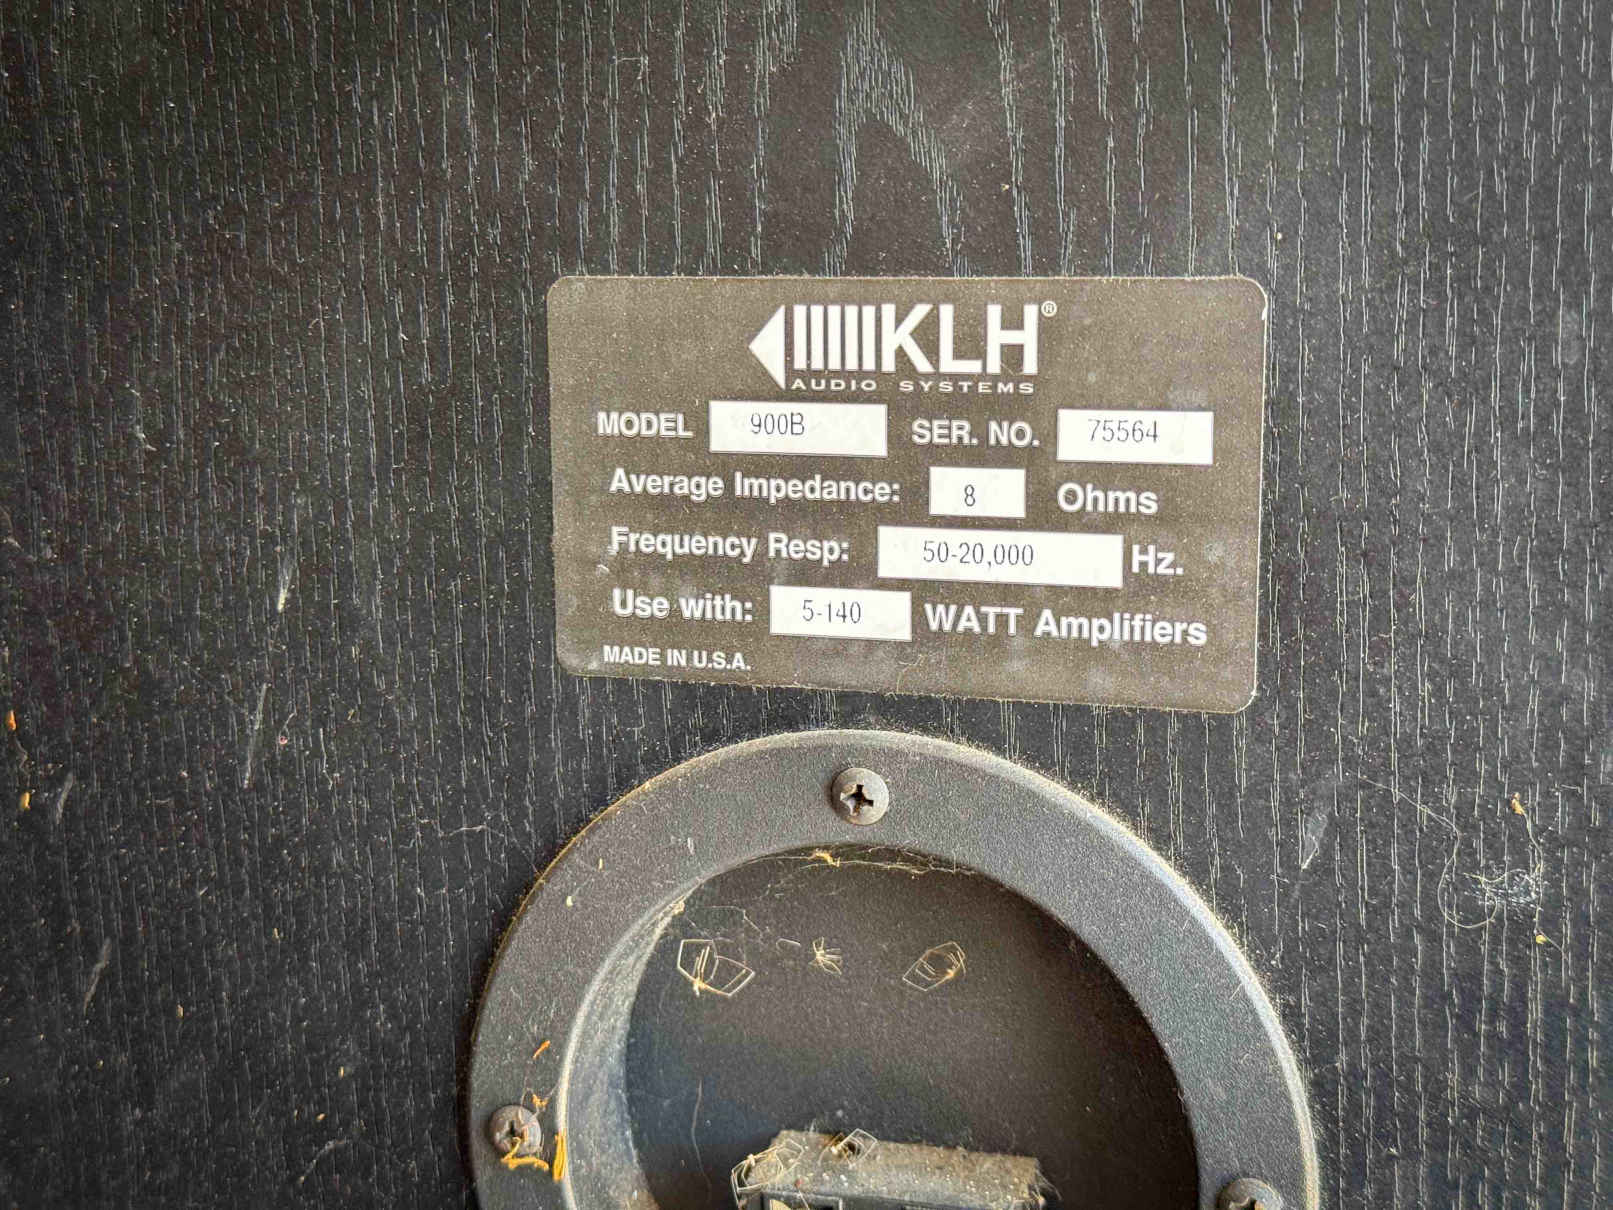 KLH®
AUDIO SYSTEMS
MODEL 900B SER. NO. 75564
Average Impedance: 8 Ohms
Frequency Resp: 50-20,000 Hz.
Use with: 5-140 WATT Amplifiers
MADE IN U.S.A.